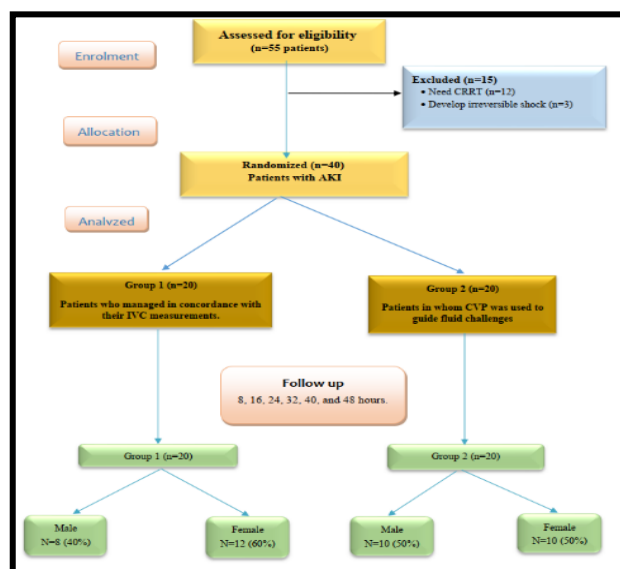 Enrolment
Assessed for eligibility
(n=55 patients)
Excluded (n=15)
• Need CRRT (n=12)
• Develop irreversible shock (n=3)
Allocation
Randomized (n=40)
Patients with AKI
Analyzed
Group 1 (n=20)
Patients who managed in concordance with
their IVC measurements.
Group 2 (n=20)
Patients in whom CVP was used to
guide fluid challenges
Follow up
8, 16, 24, 32, 40, and 48 hours.
Group 1 (n=20)
Group 2 (n=20)
Male
N=8 (40%)
Female
N=12 (60%)
Male
N=10 (50%)
Female
N=10 (50%)